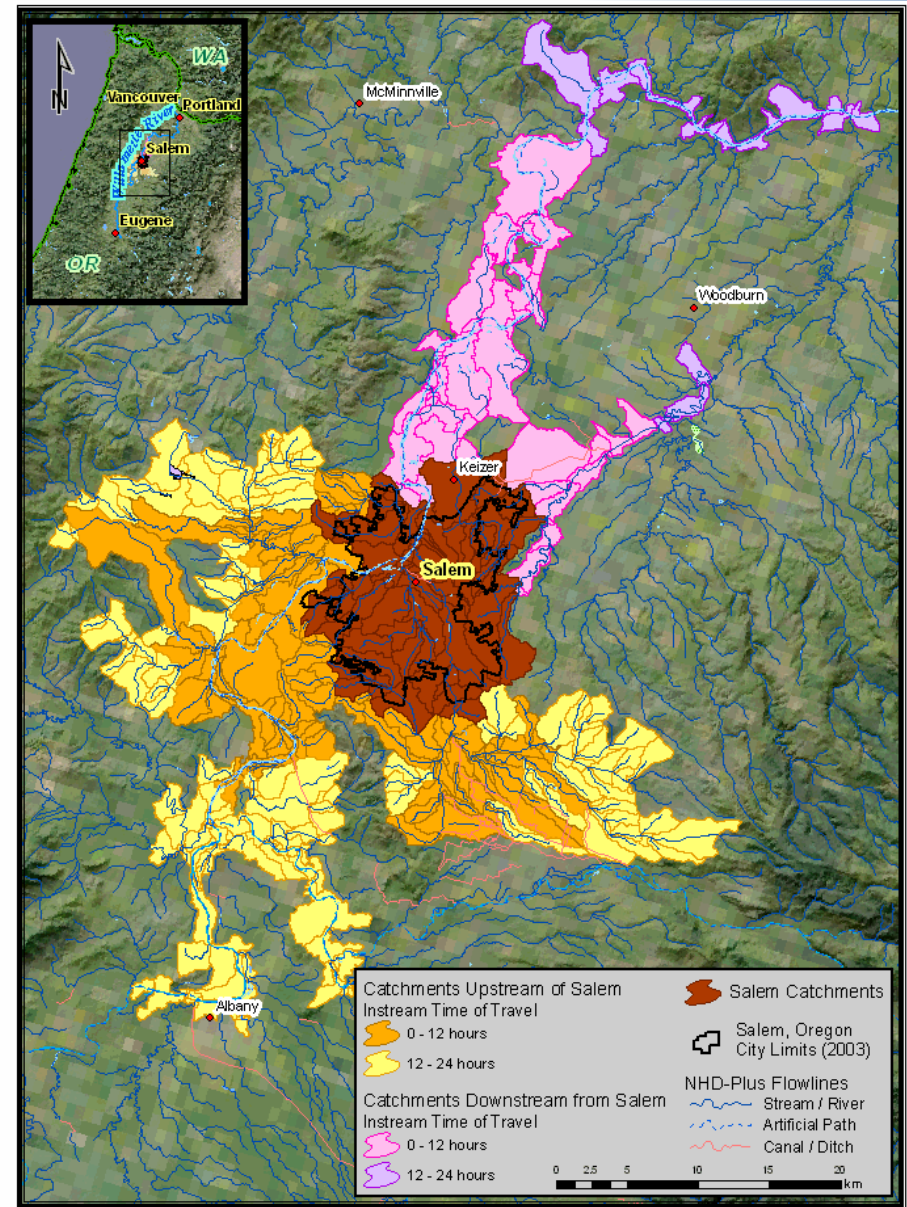 WA
Vancouver
Portland
Willamette River
Salem
Eugene
OR
N
McMinnville
Woodburn
Keizer
Salem
Albany
Catchments Upstream of Salem
Instream Time of Travel
0 - 12 hours
12 - 24 hours
Catchments Downstream from Salem
Instream Time of Travel
0 - 12 hours
12 - 24 hours
Salem Catchments
Salem, Oregon
City Limits (2003)
NHD-Plus Flowlines
Stream / River
Artificial Path
Canal / Ditch
0 2.5 5 10 15 20
km